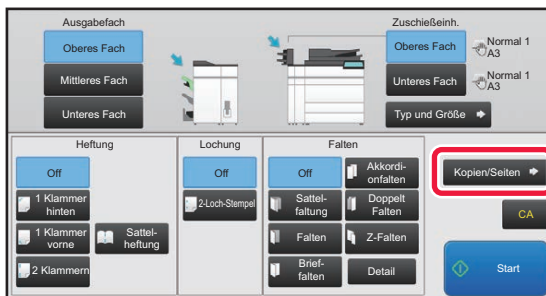 Ausgabefach
Oberes Fach
Mittleres Fach
Unteres Fach
Zuschießeinh.
Oberes Fach
Normal 1
A3
Unteres Fach
Normal 1
A3
Typ und Größe
Heftung
Off
1 Klammer
hinten
1 Klammer
vorne
Sattel-
heftung
2 Klammern
Lochung
Off
2-Loch-Stempel
Falten
Off
Akkordi-
onfalten
Sattel-
faltung
Doppelt
Falten
Falten
Z-Falten
Brief-
falten
Detail
Kopien/Seiten
CA
Start